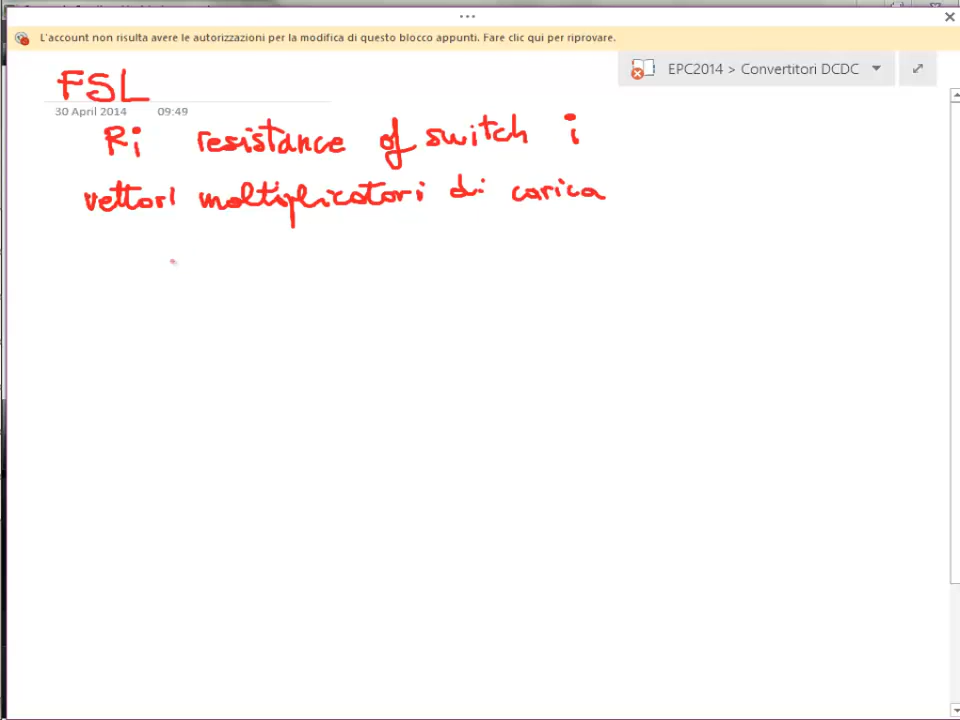 L'account non risulta avere le autorizzazioni per la modifica di questo blocco appunti. Fare clic qui per riprovare.
EPC2014 > Convertitori DCDC
FSL
30 April 2014 09:49
Ri resistance of switch i
vettori moltiplicatori di carica